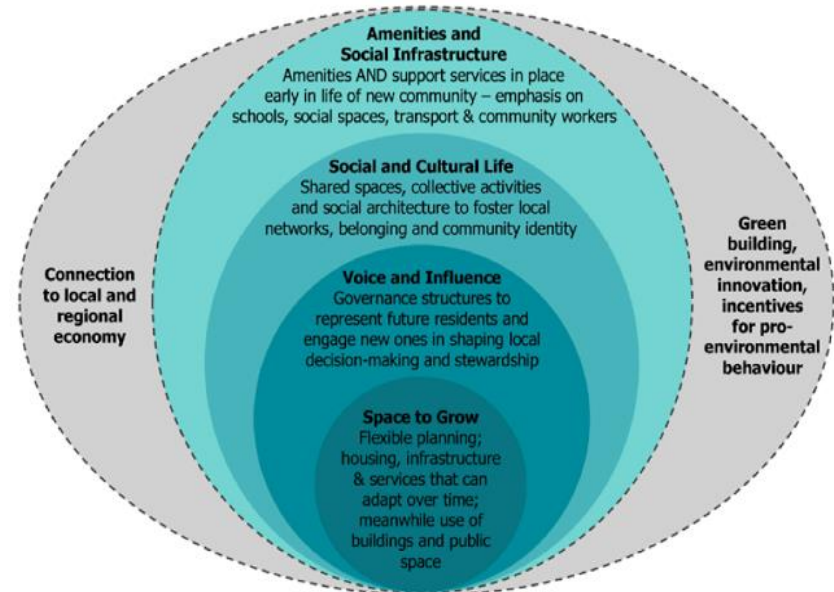 Amenities and
Social Infrastructure
Amenities AND support services in place
early in life of new community – emphasis on
schools, social spaces, transport & community workers
Social and Cultural Life
Shared spaces, collective activities
and social architecture to foster local
networks, belonging and community identity
Voice and Influence
Governance structures to
represent future residents and
engage new ones in shaping local
decision-making and stewardship
Space to Grow
Flexible planning;
housing, infrastructure
& services that can
adapt over time;
meanwhile use of
buildings and public
space
Connection
to local and
regional
economy
Green
building,
environmental
innovation,
incentives
for pro-
environmental
behaviour